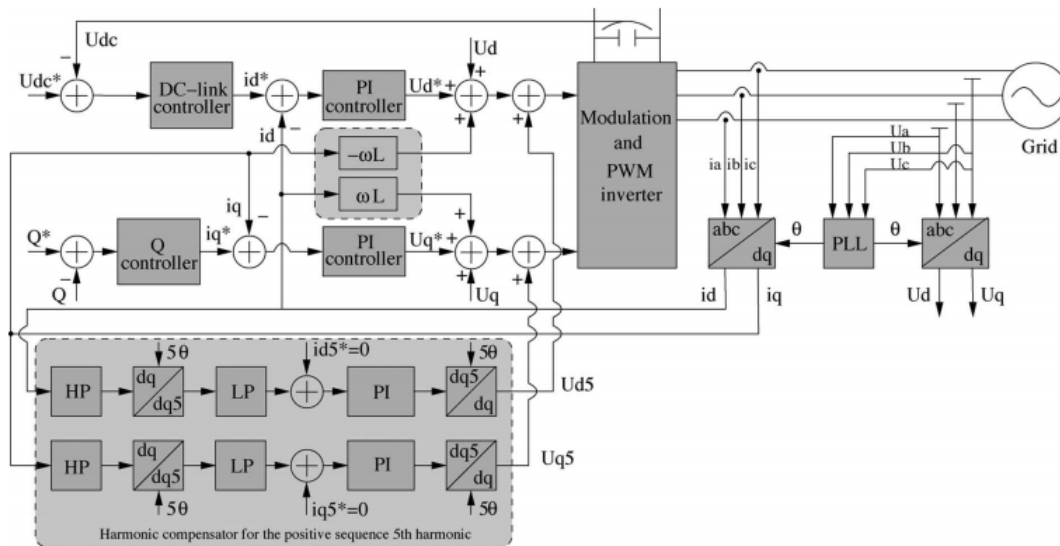 Udc
Udc*
DC-link
controller
id*
PI
controller
Ud*
Ud
id
-ωL
ωL
iq
Q*
Q
Q
controller
iq*
PI
controller
Uq*
Uq
Modulation
and
PWM
inverter
Grid
Ua
Ub
Uc
ia ib ic
abc
dq
θ
PLL
θ
abc
dq
id
iq
Ud
Uq
5θ
id5*=0
5θ
HP
dq
dq5
LP
PI
dq5
dq
Ud5
HP
dq
dq5
LP
PI
dq5
dq
Uq5
5θ
iq5*=0
5θ
Harmonic compensator for the positive sequence 5th harmonic